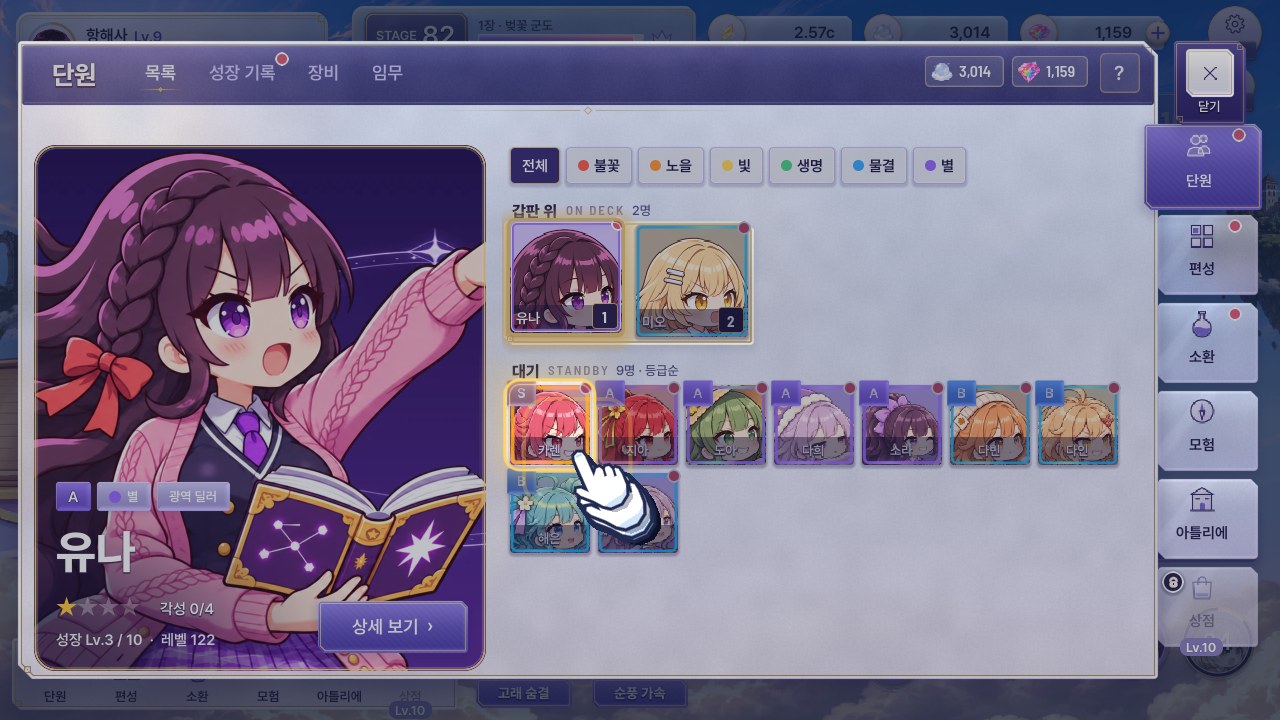 항해사 Lv.9
STAGE 82
1장 · 벚꽃 군도
2.57c
3,014
1,159
단원
목록
성장 기록
장비
임무
3,014
1,159
?
닫기
전체
불꽃
노을
빛
생명
물결
별
갑판 위 ON DECK 2명
유나
1
미오
2
대기 STANDBY 9명 · 등급순
S
카렌
A
지아
A
도아
A
다희
A
소라
B
다인
B
혜은
A
별
광역 딜러
유나
각성 0/4
성장 Lv.3 / 10 · 레벨 122
상세 보기 ›
단원
편성
소환
모험
아틀리에
상점
Lv.10
단원
편성
소환
모험
아틀리에
상점
Lv.10
고래 숨결
순풍 가속